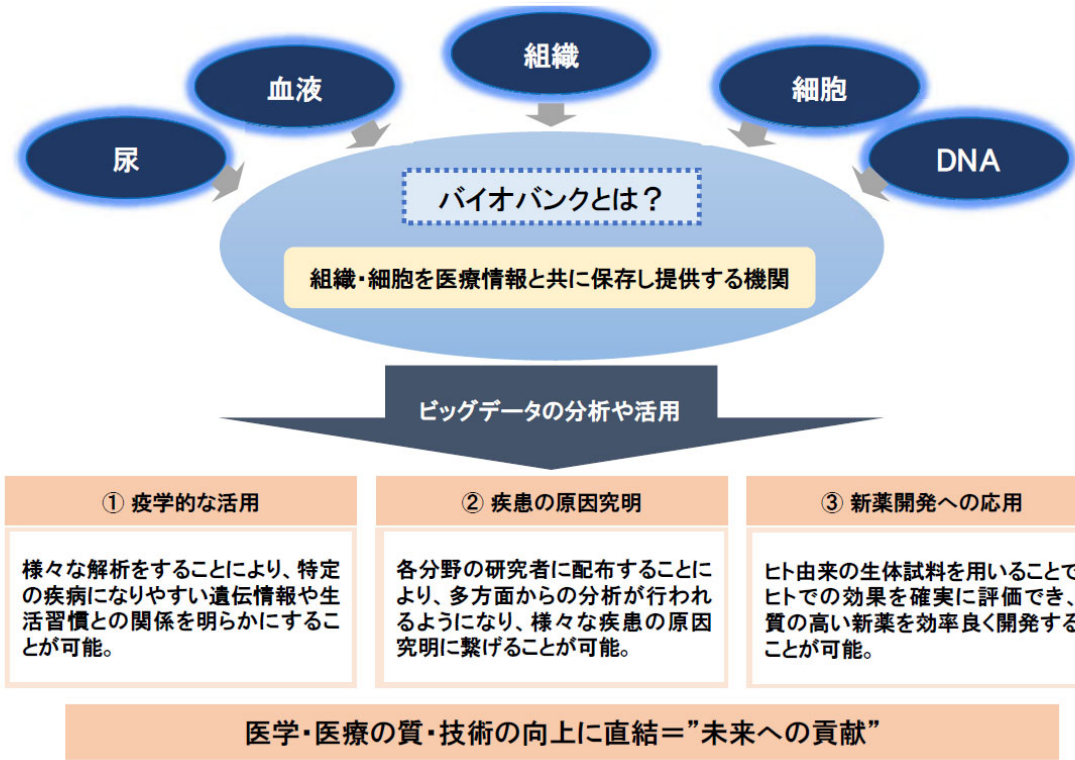 尿
血液
組織
細胞
DNA
バイオバンクとは？
組織・細胞を医療情報と共に保存し提供する機関
ビッグデータの分析や活用
① 疫学的な活用
様々な解析をすることにより、特定
の疾病になりやすい遺伝情報や生
活習慣との関係を明らかにするこ
とが可能。
② 疾患の原因究明
各分野の研究者に配布することに
より、多方面からの分析が行われ
るようになり、様々な疾患の原因
究明に繋げることが可能。
③ 新薬開発への応用
ヒト由来の生体試料を用いることで
ヒトでの効果を確実に評価でき、
質の高い新薬を効率良く開発する
ことが可能。
医学・医療の質・技術の向上に直結＝”未来への貢献”